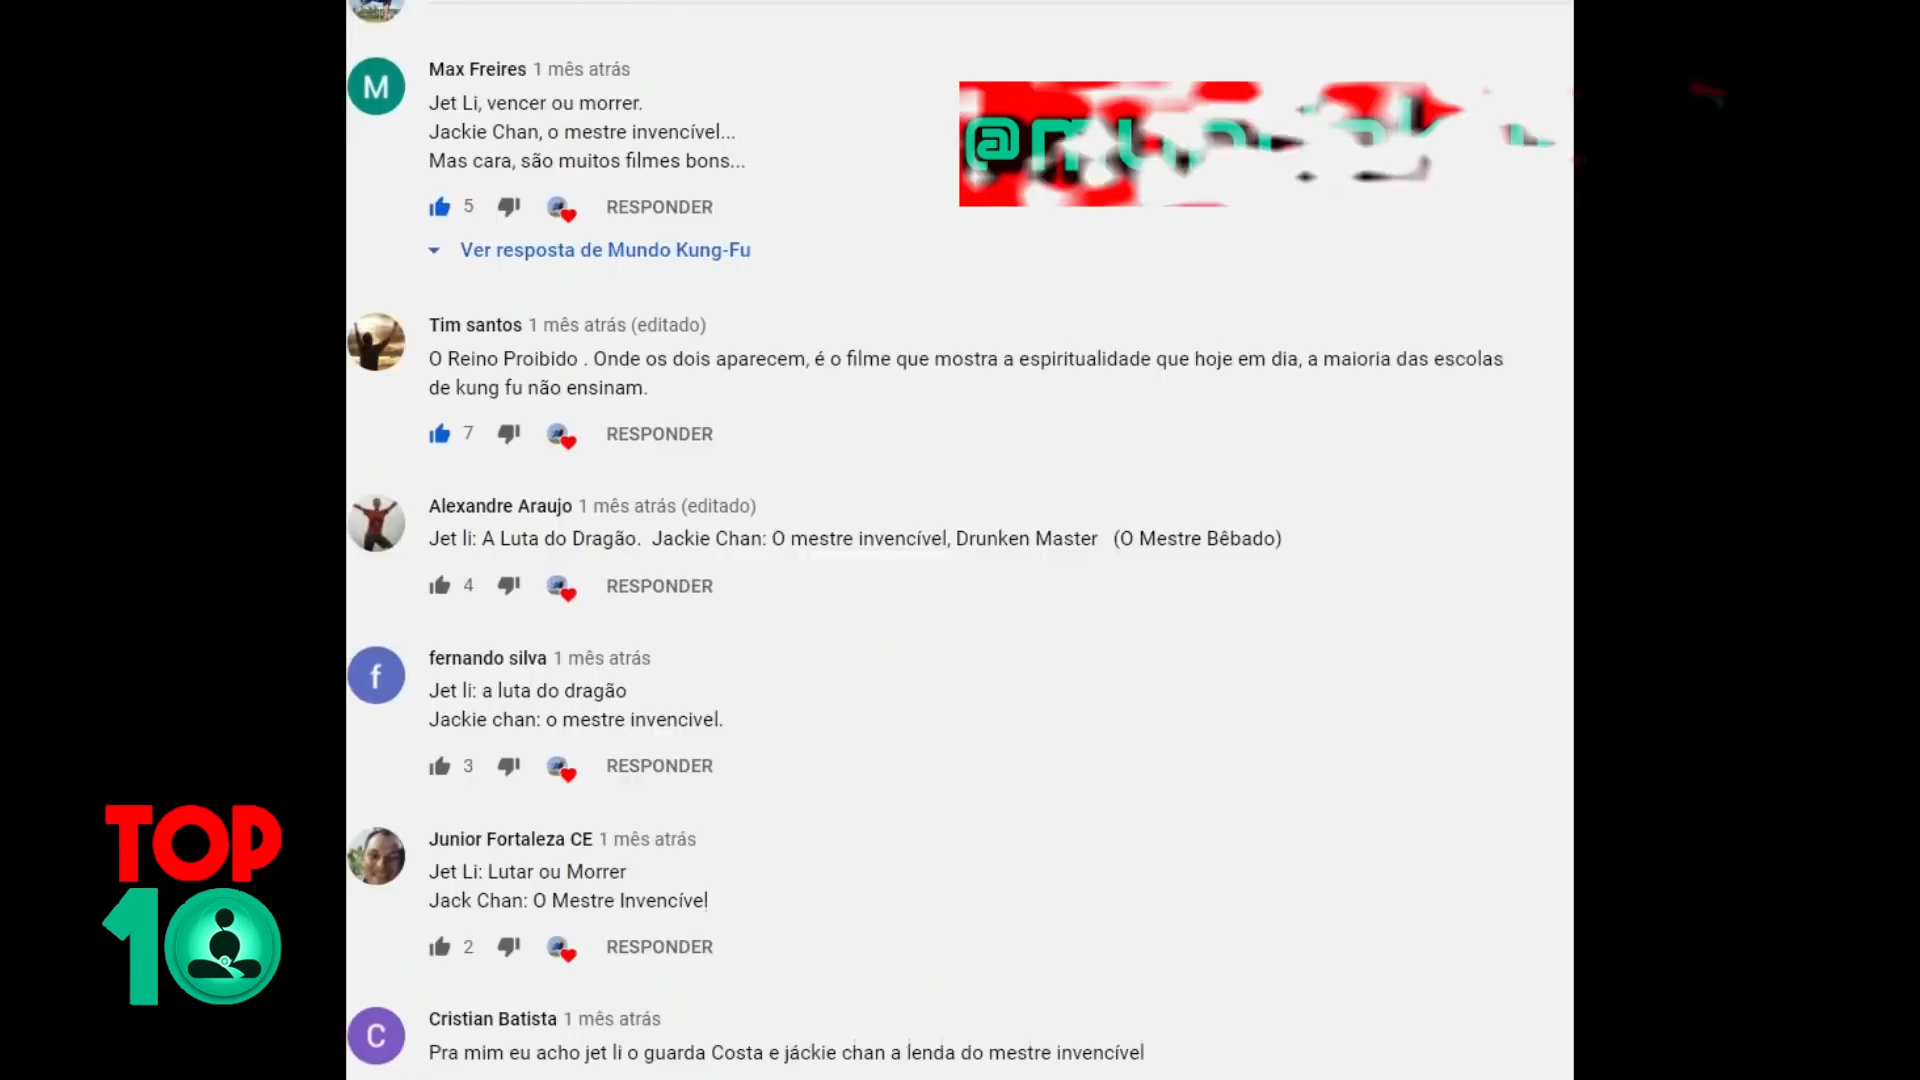 M
Max Freires 1 mês atrás
Jet Li, vencer ou morrer.
Jackie Chan, o mestre invencível...
Mas cara, são muitos filmes bons...
5 RESPONDER
Ver resposta de Mundo Kung-Fu
Tim santos 1 mês atrás (editado)
O Reino Proibido . Onde os dois aparecem, é o filme que mostra a espiritualidade que hoje em dia, a maioria das escolas
de kung fu não ensinam.
7 RESPONDER
Alexandre Araujo 1 mês atrás (editado)
Jet li: A Luta do Dragão.  Jackie Chan: O mestre invencível, Drunken Master   (O Mestre Bêbado)
4 RESPONDER
f
fernando silva 1 mês atrás
Jet li: a luta do dragão
Jackie chan: o mestre invencivel.
3 RESPONDER
Junior Fortaleza CE 1 mês atrás
Jet Li: Lutar ou Morrer
Jack Chan: O Mestre Invencível
2 RESPONDER
C
Cristian Batista 1 mês atrás
Pra mim eu acho jet li o guarda Costa e jáckie chan a lenda do mestre invencível
TOP
10